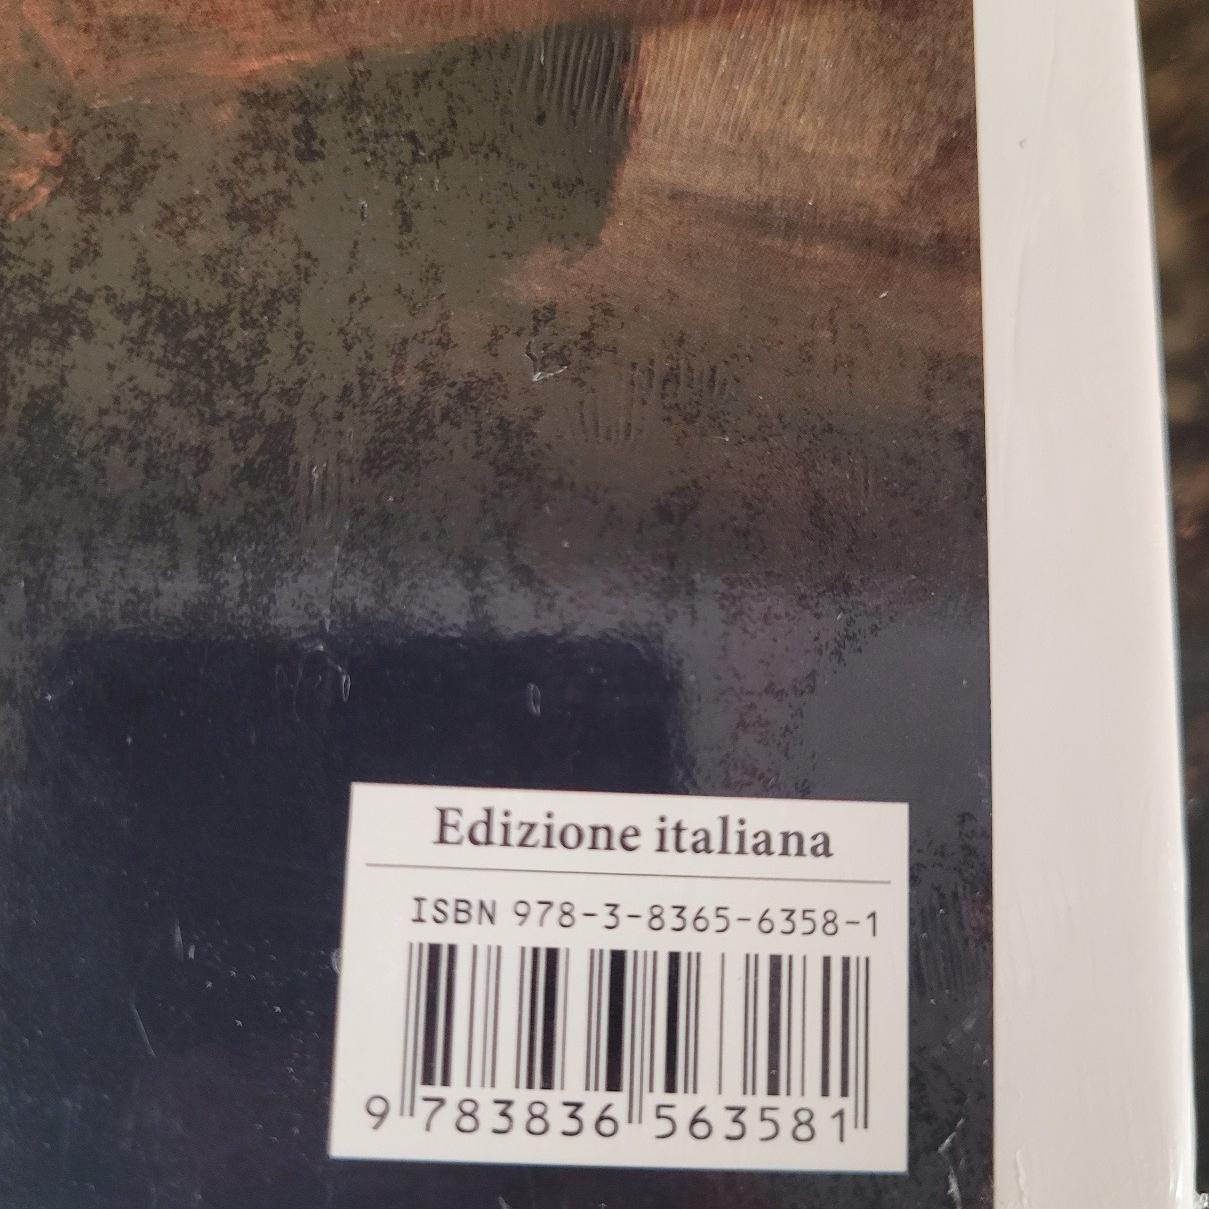 Edizione italiana
ISBN 978-3-8365-6358-1
9 783836 563581